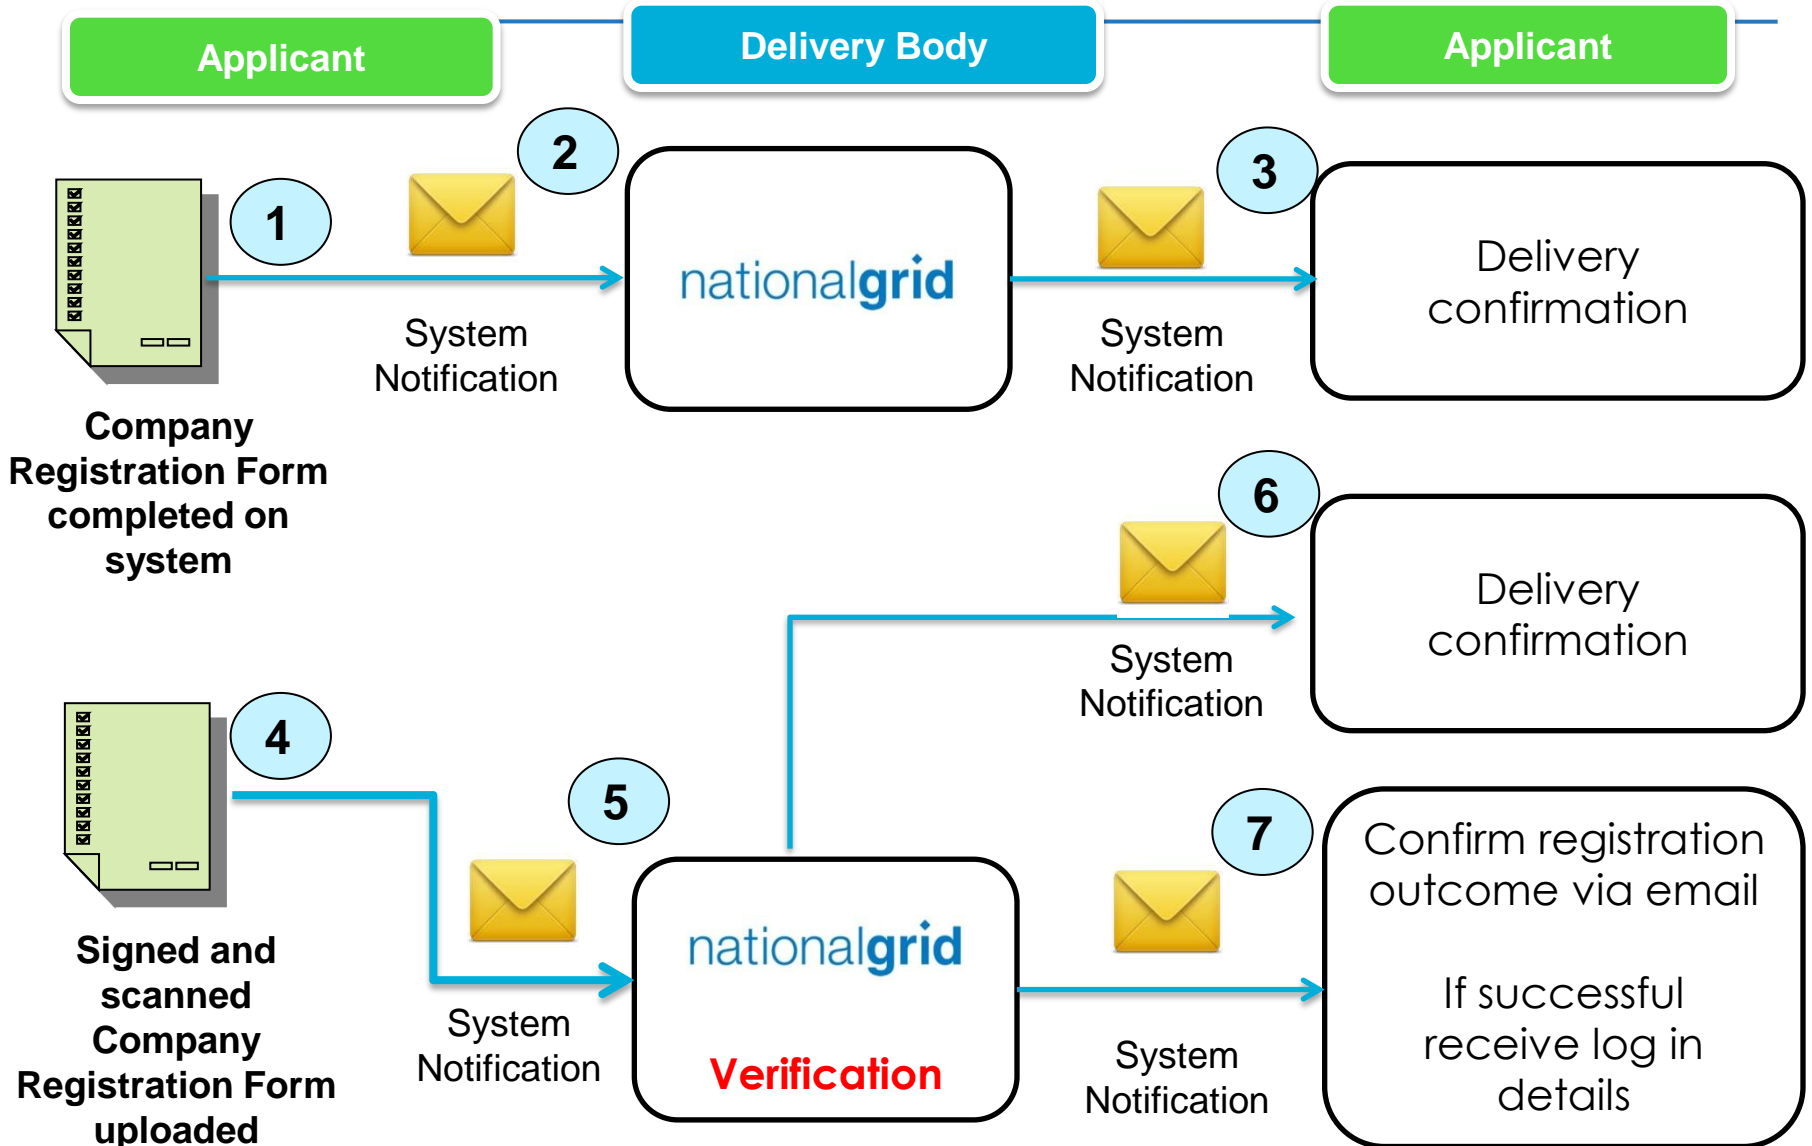 Applicant
Delivery Body
Applicant
1
2
3
nationalgrid
System
Notification
System
Notification
Delivery
confirmation
Company
Registration Form
completed on
system
6
System
Notification
Delivery
confirmation
4
5
7
Signed and
scanned
Company
Registration Form
uploaded
System
Notification
nationalgrid
Verification
System
Notification
Confirm registration
outcome via email
If successful
receive log in
details